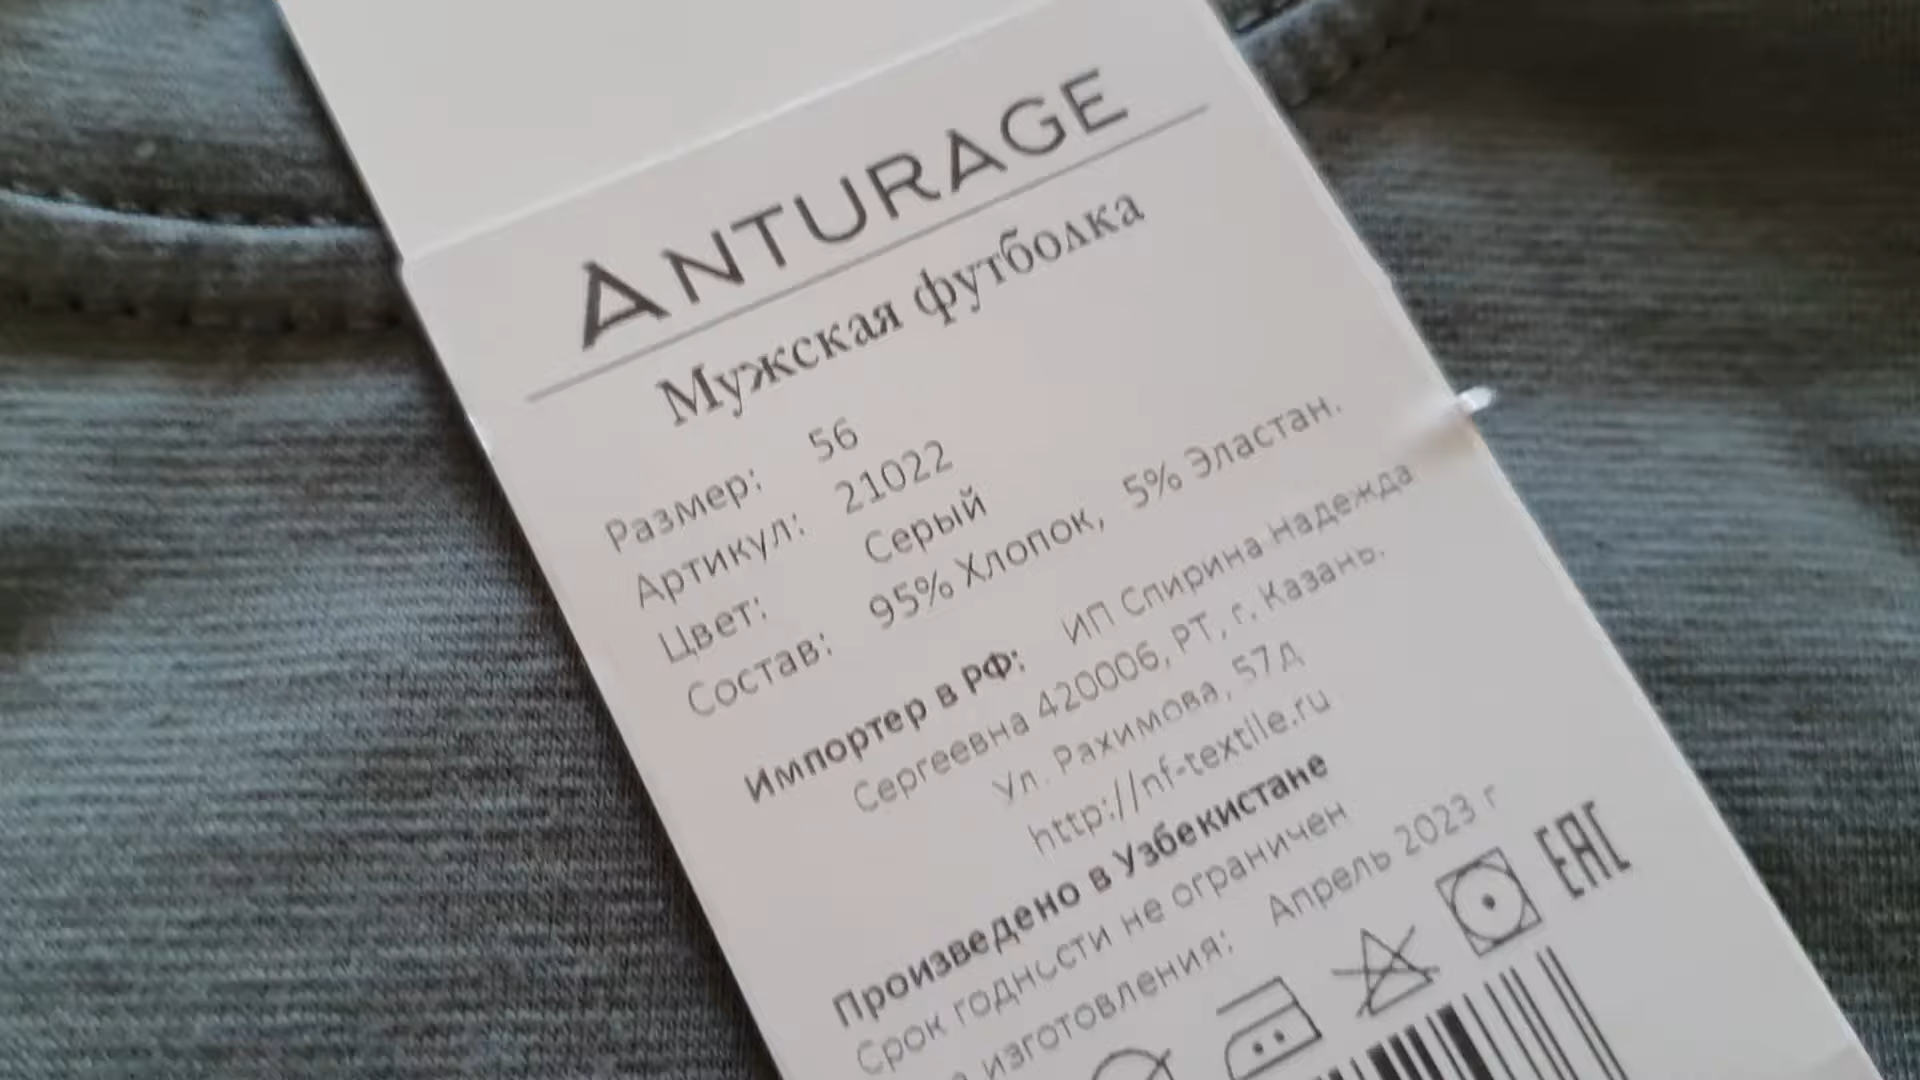 ANTURAGE
Мужская футболка
Размер: 56
Артикул: 21022
Цвет: Серый
Состав: 95% Хлопок, 5% Эластан.
Импортер в РФ: ИП Спирина Надежда
Сергеевна 420006, РТ, г. Казань.
Ул. Рахимова, 57д
http://nf-textile.ru
Произведено в Узбекистане
Срок годности не ограничен
изготовления: Апрель 2023 г
EAC